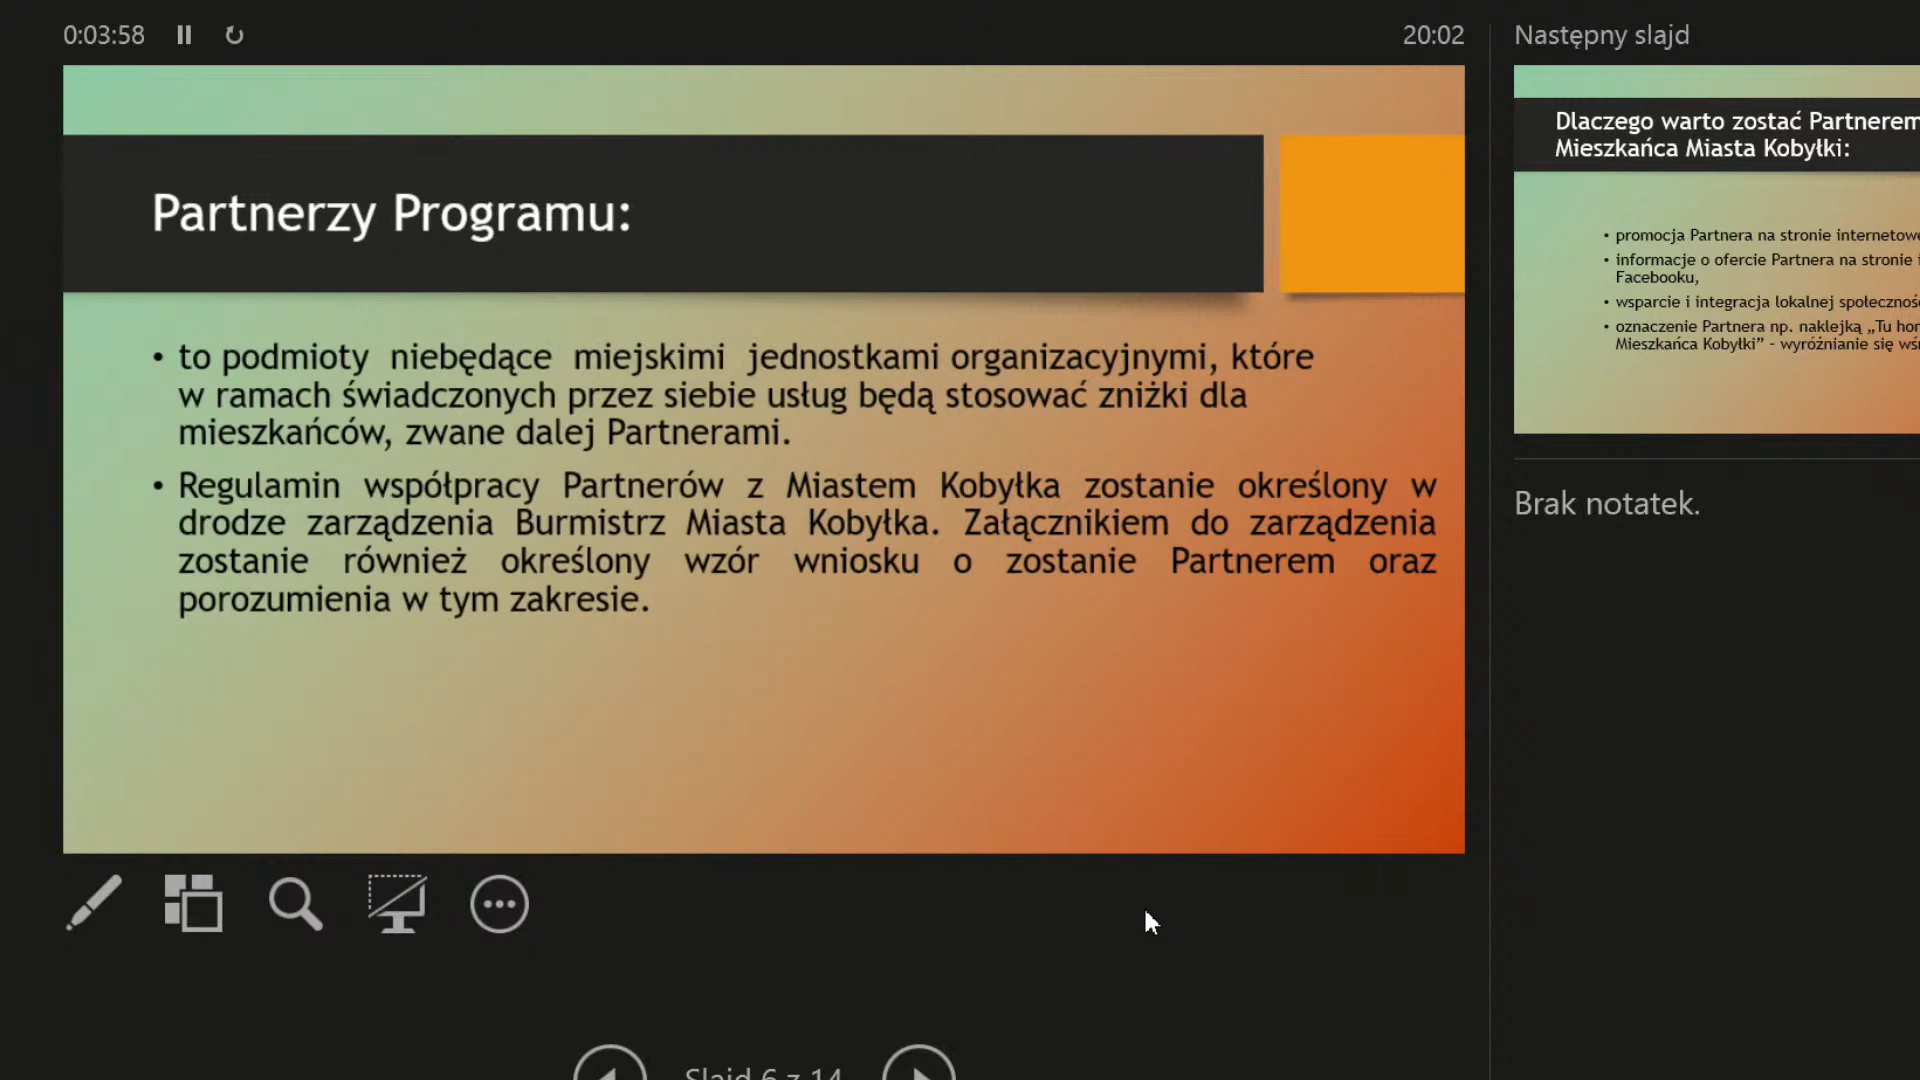 0:03:58
20:02
Następny slajd
Partnerzy Programu:
• to podmioty niebędące miejskimi jednostkami organizacyjnymi, które
w ramach świadczonych przez siebie usług będą stosować zniżki dla
mieszkańców, zwane dalej Partnerami.
• Regulamin współpracy Partnerów z Miastem Kobyłka zostanie określony w
drodze zarządzenia Burmistrz Miasta Kobyłka. Załącznikiem do zarządzenia
zostanie również określony wzór wniosku o zostanie Partnerem oraz
porozumienia w tym zakresie.
Dlaczego warto zostać Partnerem
Mieszkańca Miasta Kobyłki:
• promocja Partnera na stronie
• informacje o ofercie Partnera na stronie
Facebooku,
• wsparcie i integracja lokalnej
• oznaczenie Partnera np. naklejką „Tu
Mieszkańca Kobyłki” - wyróżnianie się
Brak notatek.
Slajd 6 z 14